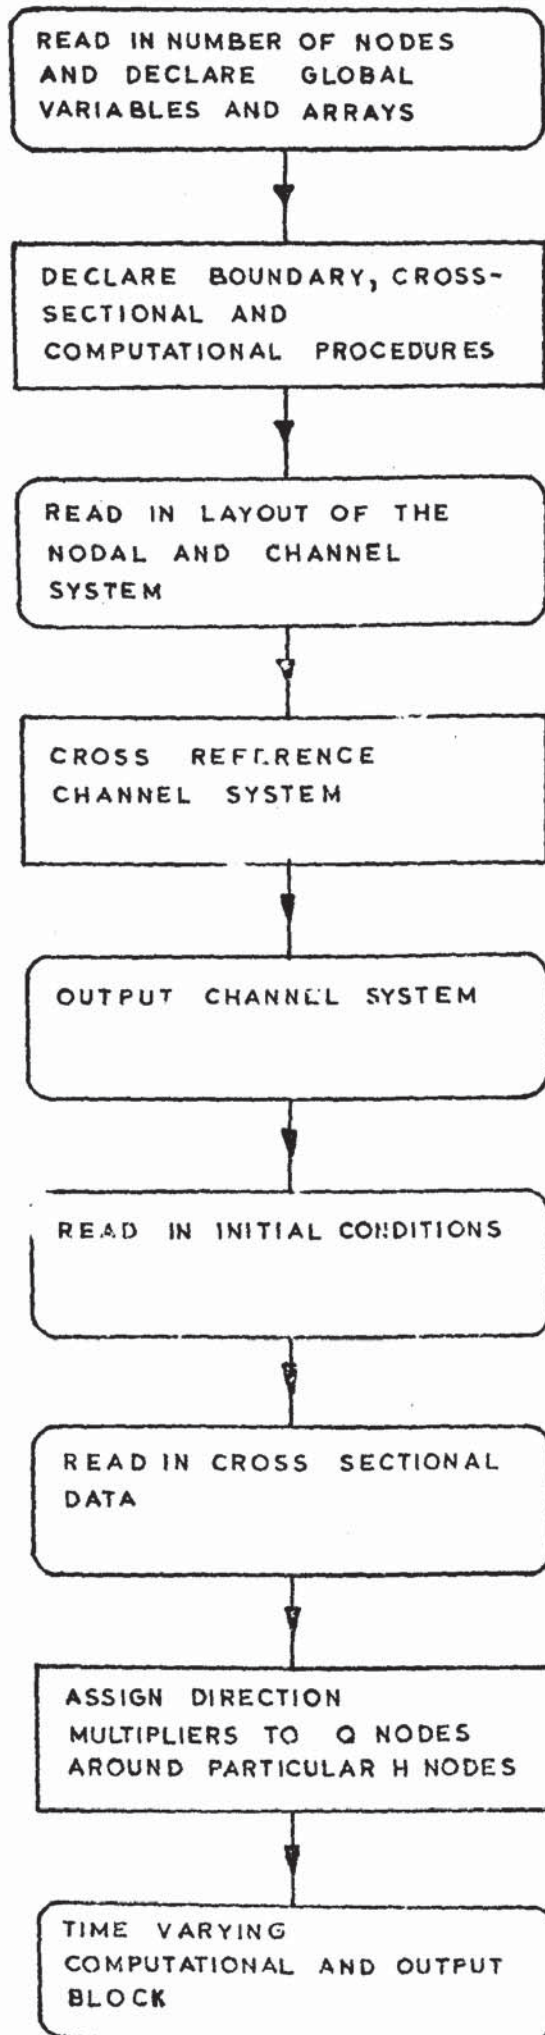 READ IN NUMBER OF NODES
AND DECLARE GLOBAL
VARIABLES AND ARRAYS
DECLARE BOUNDARY, CROSS-
SECTIONAL AND
COMPUTATIONAL PROCEDURES
READ IN LAYOUT OF THE
NODAL AND CHANNEL
SYSTEM
CROSS REFERENCE
CHANNEL SYSTEM
OUTPUT CHANNEL SYSTEM
READ IN INITIAL CONDITIONS
READ IN CROSS SECTIONAL
DATA
ASSIGN DIRECTION
MULTIPLIERS TO Q NODES
AROUND PARTICULAR H NODES
TIME VARYING
COMPUTATIONAL AND OUTPUT
BLOCK